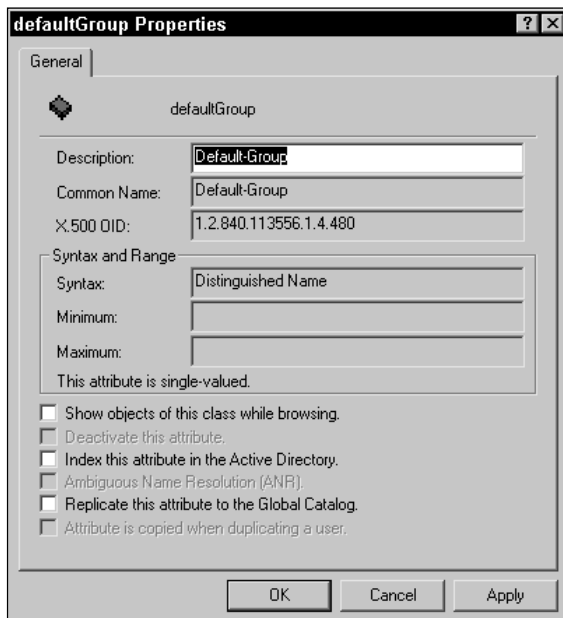 defaultGroup Properties
General
defaultGroup
Description: Default-Group
Common Name: Default-Group
X.500 OID: 1.2.840.113556.1.4.480
Syntax and Range
Syntax: Distinguished Name
Minimum:
Maximum:
This attribute is single-valued.
Show objects of this class while browsing.
Deactivate this attribute.
Index this attribute in the Active Directory.
Ambiguous Name Resolution (ANR).
Replicate this attribute to the Global Catalog.
Attribute is copied when duplicating a user.
OK Cancel Apply